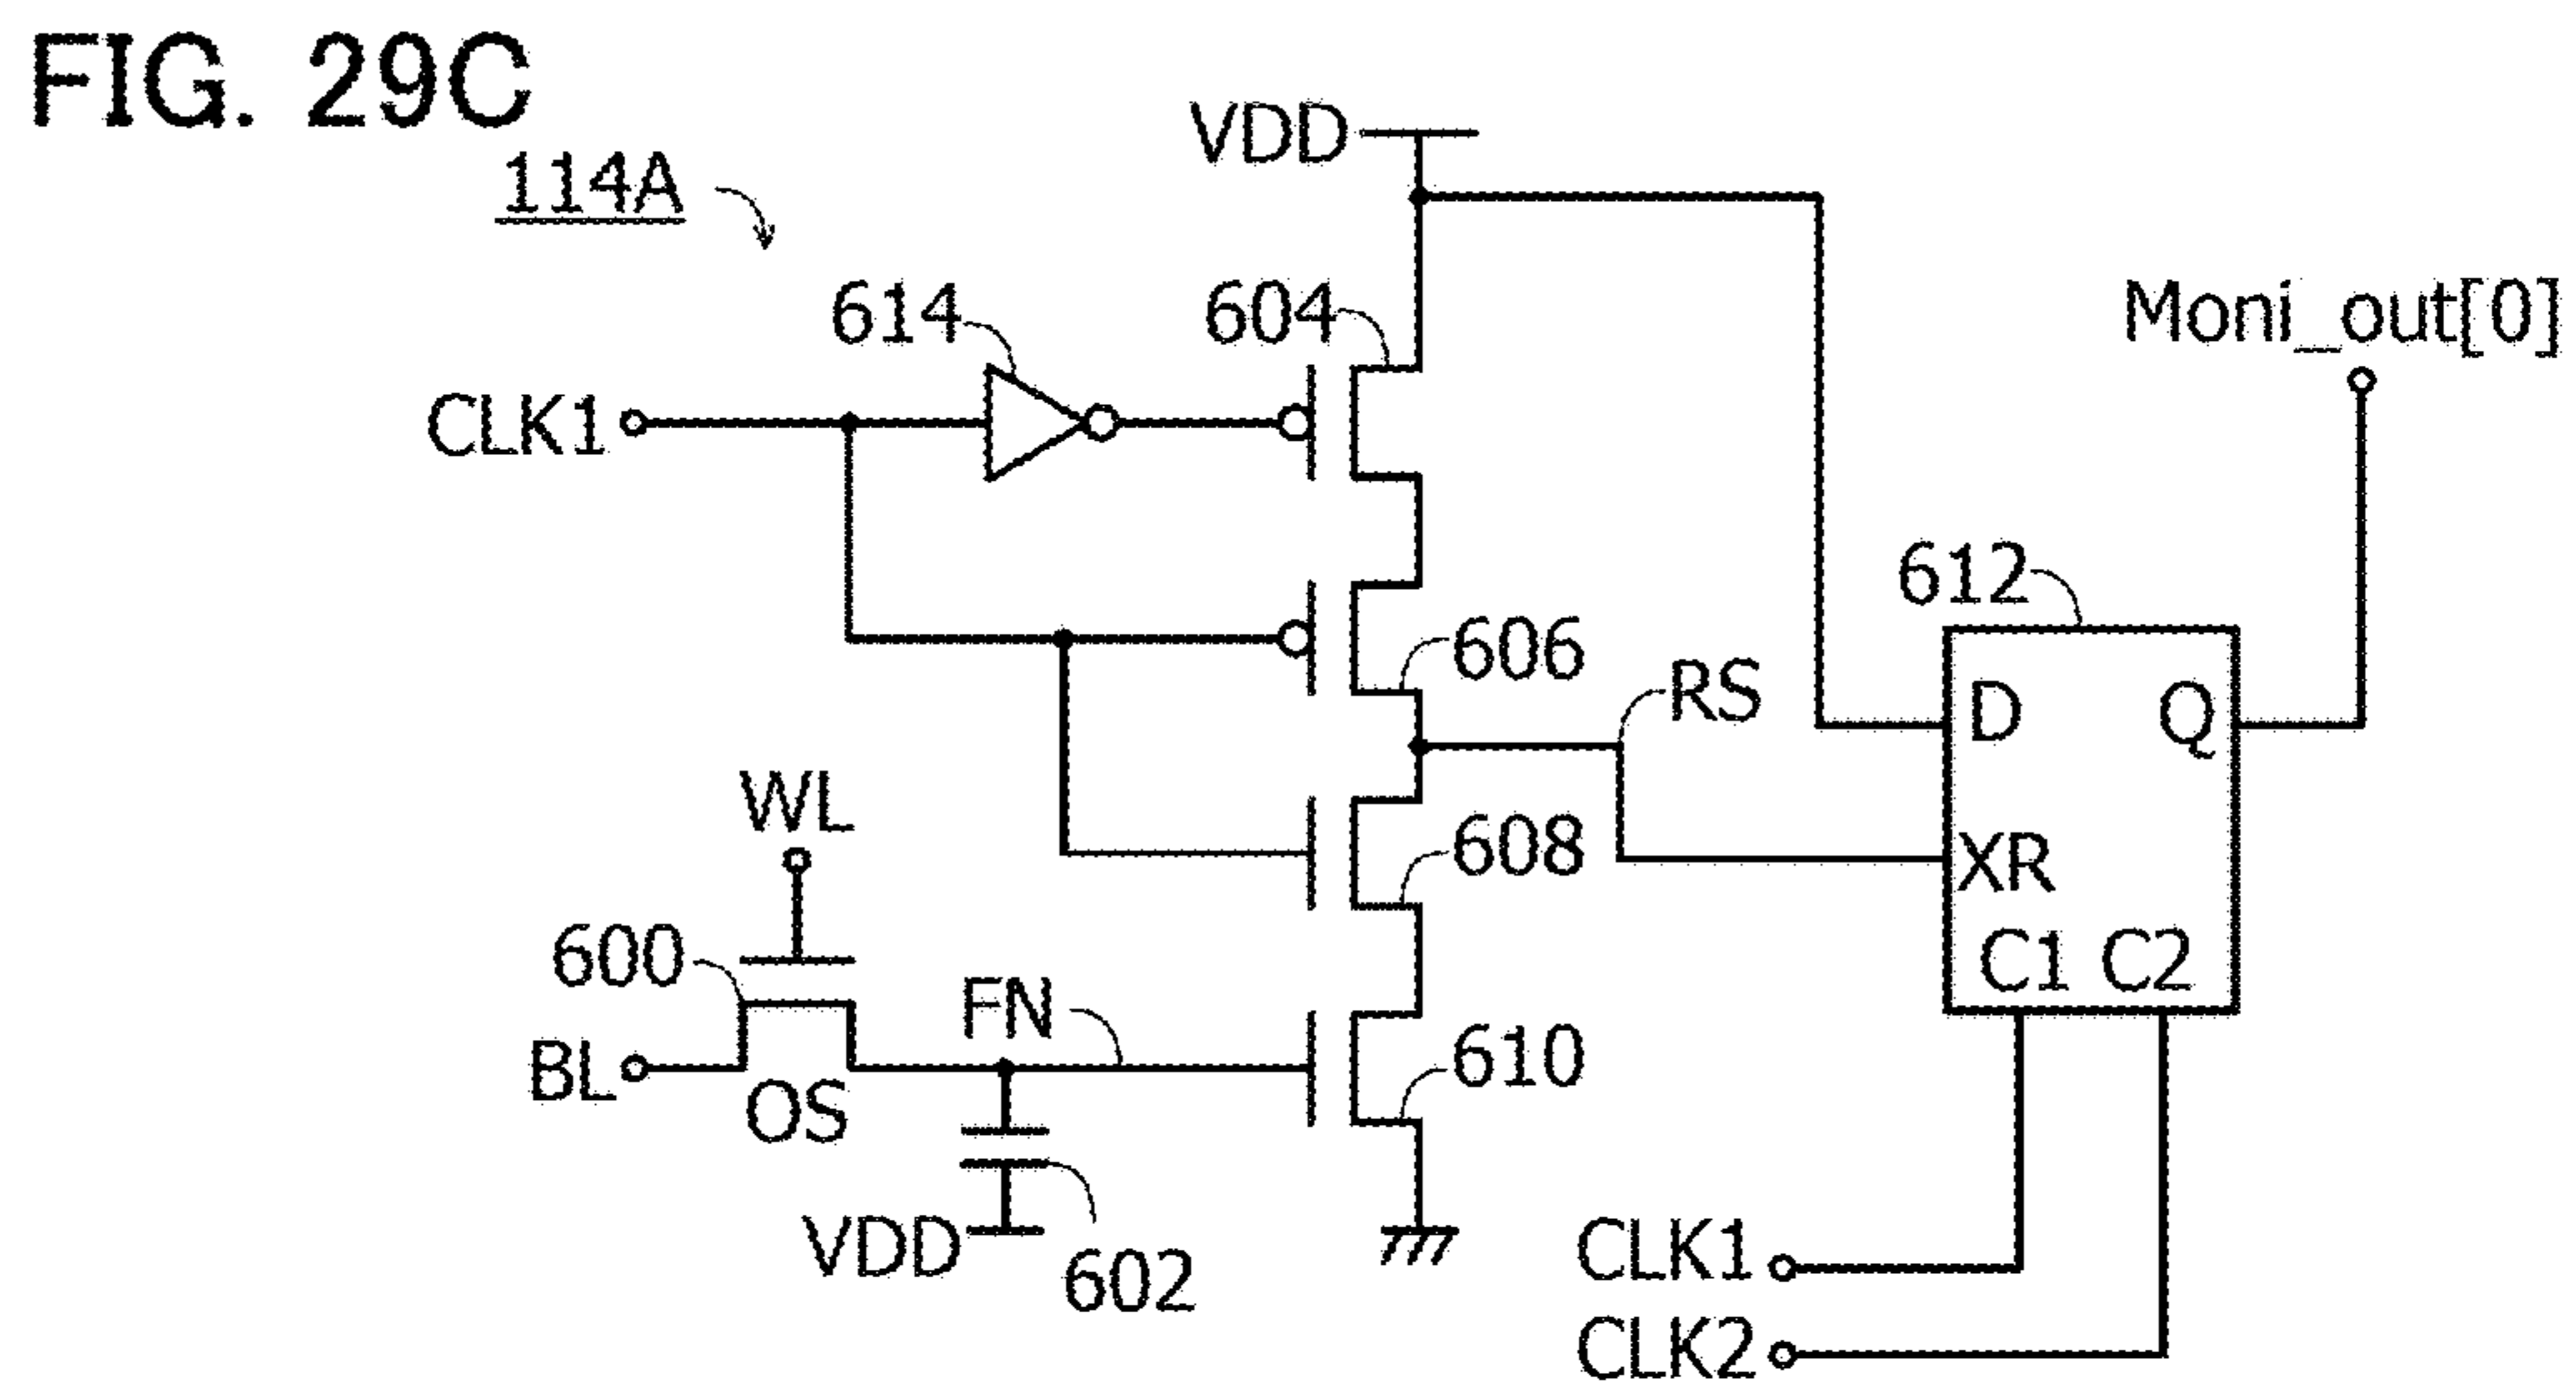 FIG. 29C
114A
VDD
614
604
Moni_out[0]
CLK1
612
606
RS
D
Q
WL
608
XR
600
C1 C2
FN
BL
OS
610
VDD
602
CLK1
CLK2